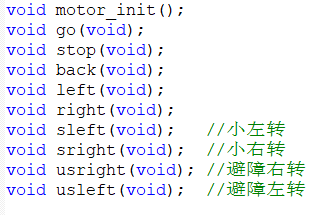 void motor_init();
void go(void);
void stop(void);
void back(void);
void left(void);
void right(void);
void sleft(void);   //小左转
void sright(void);  //小右转
void usright(void); //避障右转
void usleft(void);  //避障左转